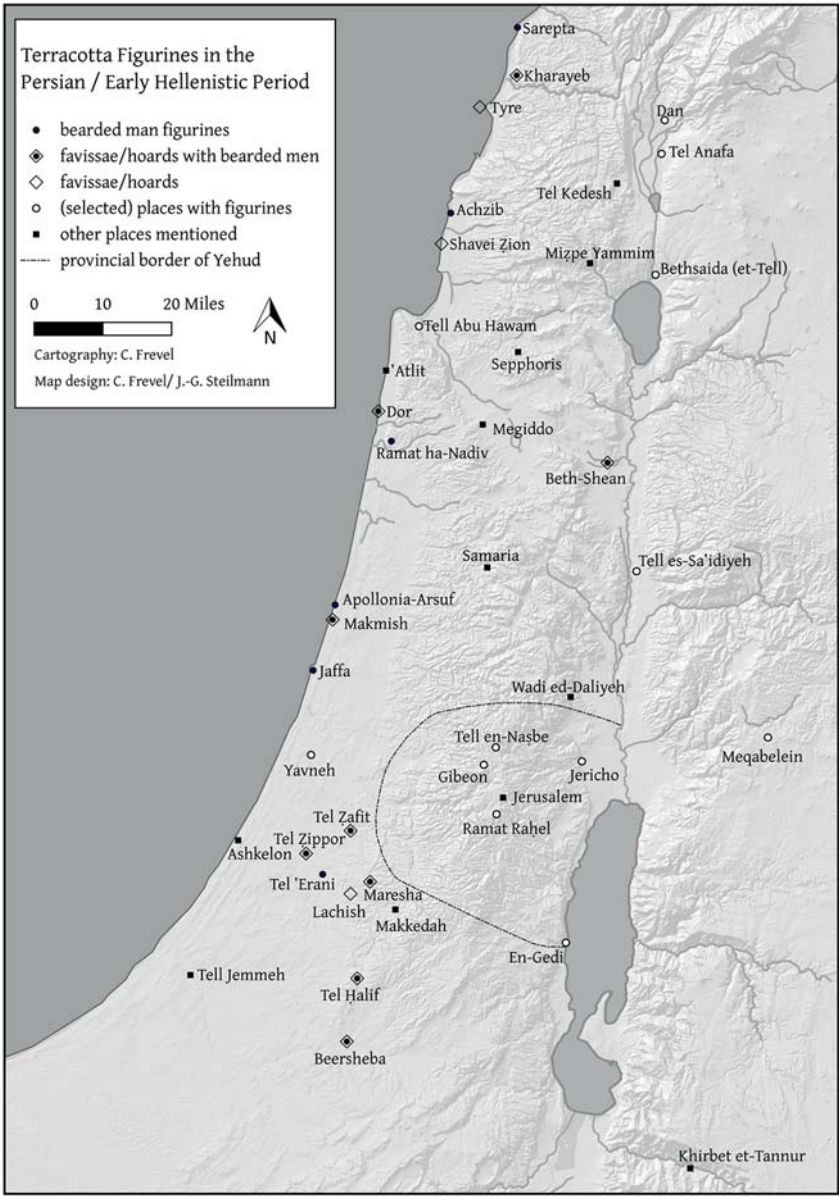 Terracotta Figurines in the
Persian / Early Hellenistic Period
bearded man figurines
favissae/hoards with bearded men
favissae/hoards
(selected) places with figurines
other places mentioned
provincial border of Yehud
0 10 20 Miles
N
Cartography: C. Frevel
Map design: C. Frevel/ J.-G. Steilmann
Sarepta
Kharayeb
Tyre
Dan
Tel Anafa
Tel Kedesh
Achzib
Shavei Ẓion
Mizpe Yammim
Bethsaida (et-Tell)
Tell Abu Hawam
Sepphoris
'Atlit
Dor
Megiddo
Ramat ha-Nadiv
Beth-Shean
Samaria
Tell es-Sa'idiyeh
Apollonia-Arsuf
Makmish
Jaffa
Wadi ed-Daliyeh
Tell en-Naṣbe
Meqabelein
Yavneh
Gibeon
Jericho
Jerusalem
Tel Ẓafit
Ramat Raḥel
Tel Zippor
Ashkelon
Tel 'Erani
Maresha
Lachish
Makkedah
En-Gedi
Tell Jemmeh
Tel Ḥalif
Beersheba
Khirbet et-Tannur